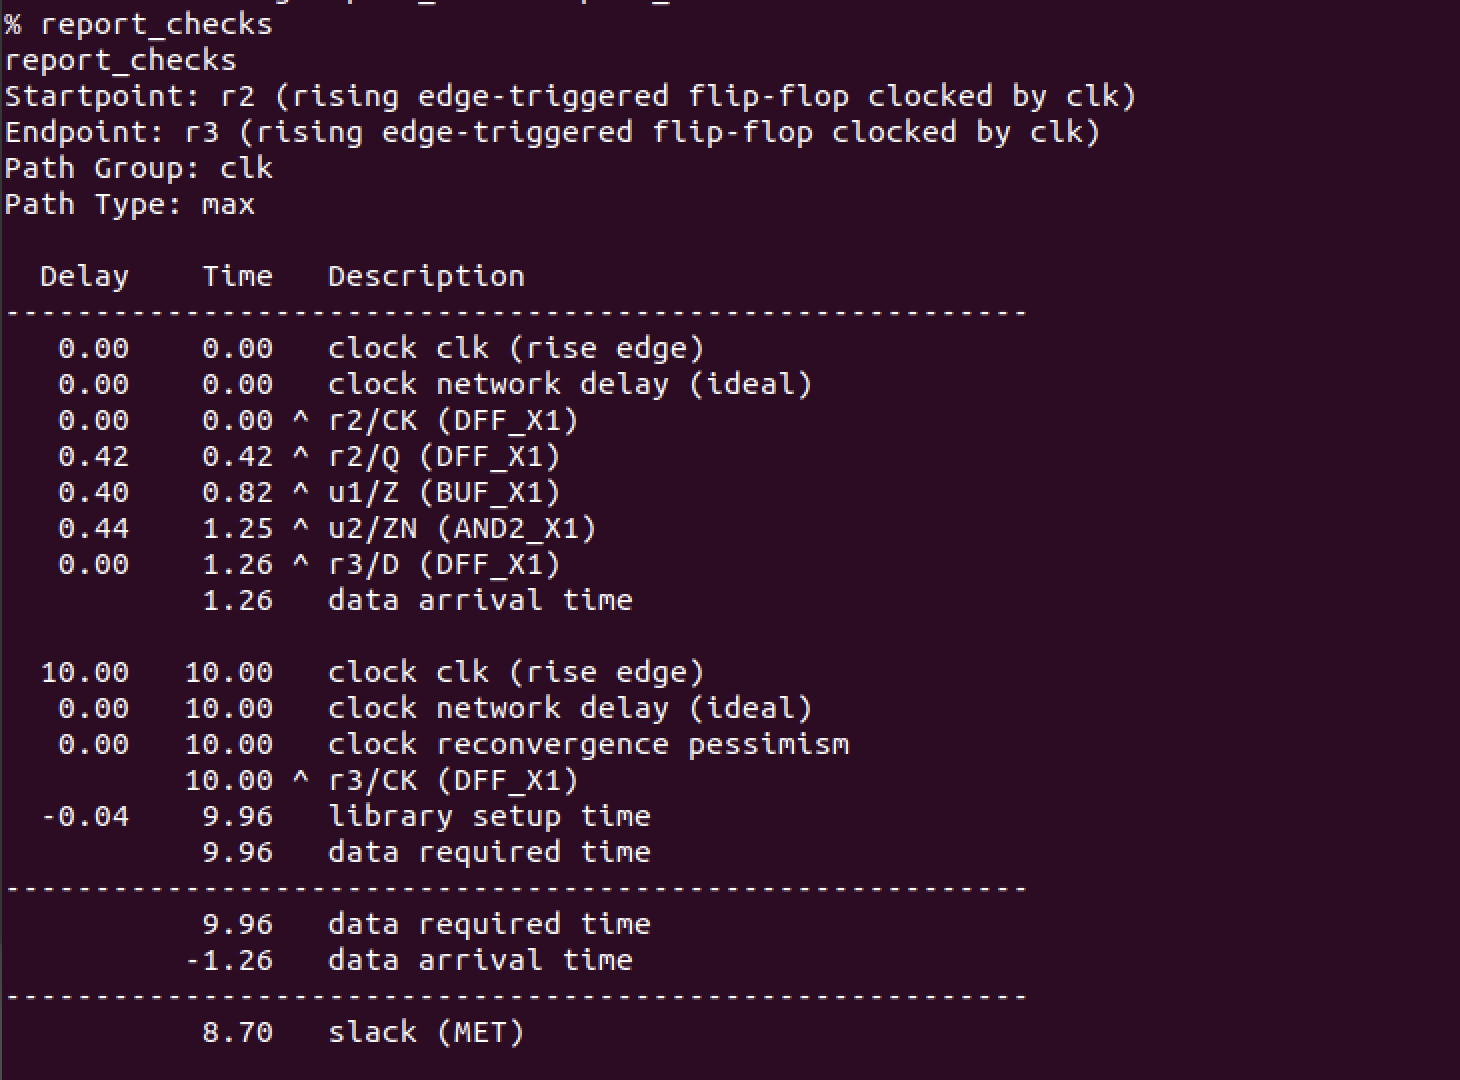 % report_checks
report_checks
Startpoint: r2 (rising edge-triggered flip-flop clocked by clk)
Endpoint: r3 (rising edge-triggered flip-flop clocked by clk)
Path Group: clk
Path Type: max

  Delay    Time   Description
---------------------------------------------------------
   0.00    0.00   clock clk (rise edge)
   0.00    0.00   clock network delay (ideal)
   0.00    0.00 ^ r2/CK (DFF_X1)
   0.42    0.42 ^ r2/Q (DFF_X1)
   0.40    0.82 ^ u1/Z (BUF_X1)
   0.44    1.25 ^ u2/ZN (AND2_X1)
   0.00    1.26 ^ r3/D (DFF_X1)
           1.26   data arrival time

  10.00   10.00   clock clk (rise edge)
   0.00   10.00   clock network delay (ideal)
   0.00   10.00   clock reconvergence pessimism
          10.00 ^ r3/CK (DFF_X1)
  -0.04    9.96   library setup time
           9.96   data required time
---------------------------------------------------------
           9.96   data required time
          -1.26   data arrival time
---------------------------------------------------------
           8.70   slack (MET)